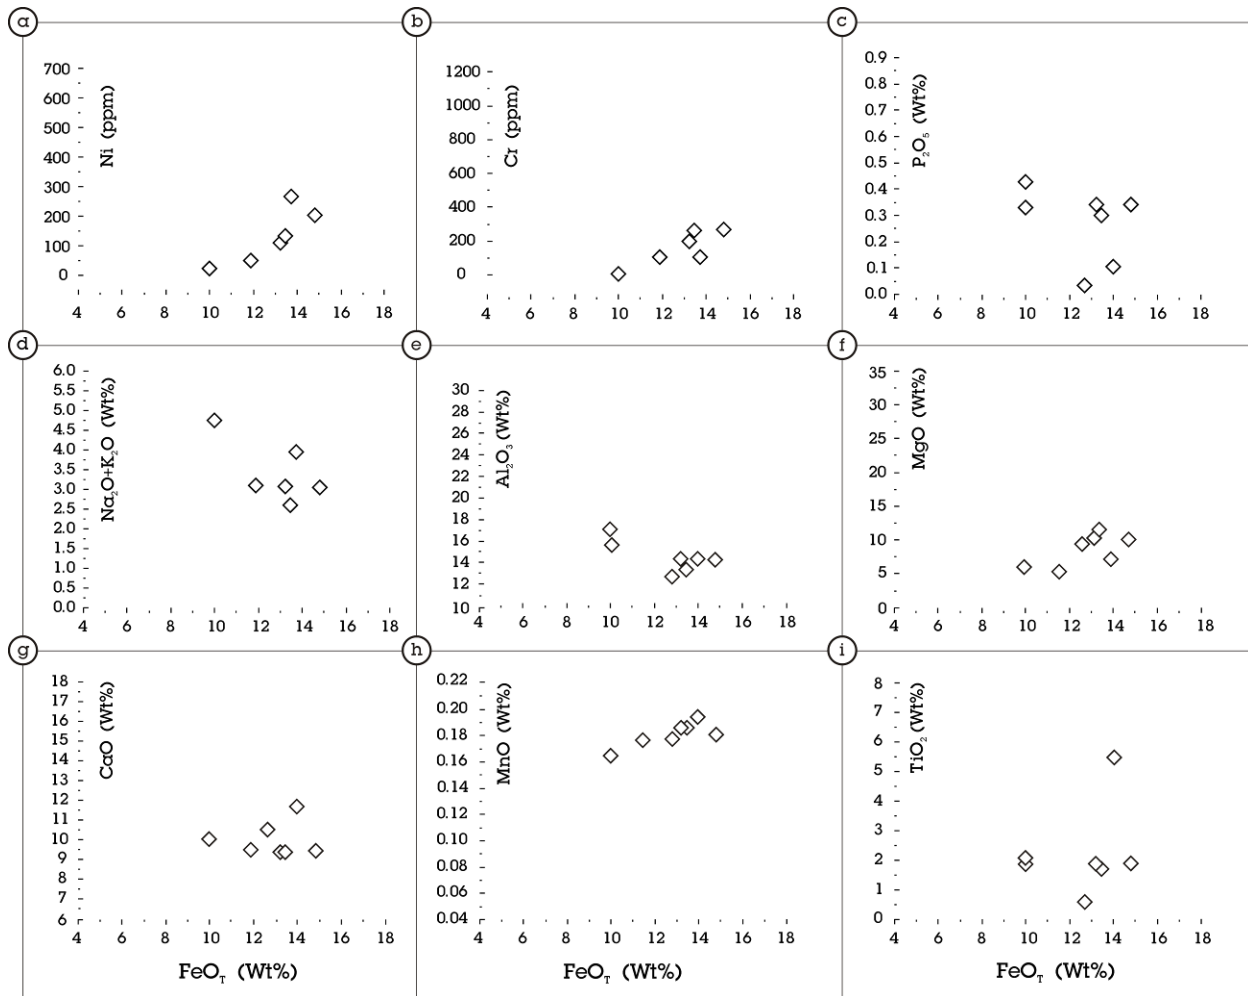 a
Ni (ppm)
700
600
500
400
300
200
100
0
4 6 8 10 12 14 16 18
b
Cr (ppm)
1200
1000
800
600
400
200
0
4 6 8 10 12 14 16 18
c
P₂O₅ (Wt%)
0.9
0.8
0.7
0.6
0.5
0.4
0.3
0.2
0.1
0.0
4 6 8 10 12 14 16 18
d
Na₂O+K₂O (Wt%)
6.0
5.5
5.0
4.5
4.0
3.5
3.0
2.5
2.0
1.5
1.0
0.5
0.0
4 6 8 10 12 14 16 18
e
Al₂O₃ (Wt%)
30
28
26
24
22
20
18
16
14
12
10
4 6 8 10 12 14 16 18
f
MgO (Wt%)
35
30
25
20
15
10
5
0
4 6 8 10 12 14 16 18
g
CaO (Wt%)
18
17
16
15
14
13
12
11
10
9
8
7
6
4 6 8 10 12 14 16 18
FeO_T (Wt%)
h
MnO (Wt%)
0.22
0.20
0.18
0.16
0.14
0.12
0.10
0.08
0.06
0.04
4 6 8 10 12 14 16 18
FeO_T (Wt%)
i
TiO₂ (Wt%)
8
7
6
5
4
3
2
1
0
4 6 8 10 12 14 16 18
FeO_T (Wt%)